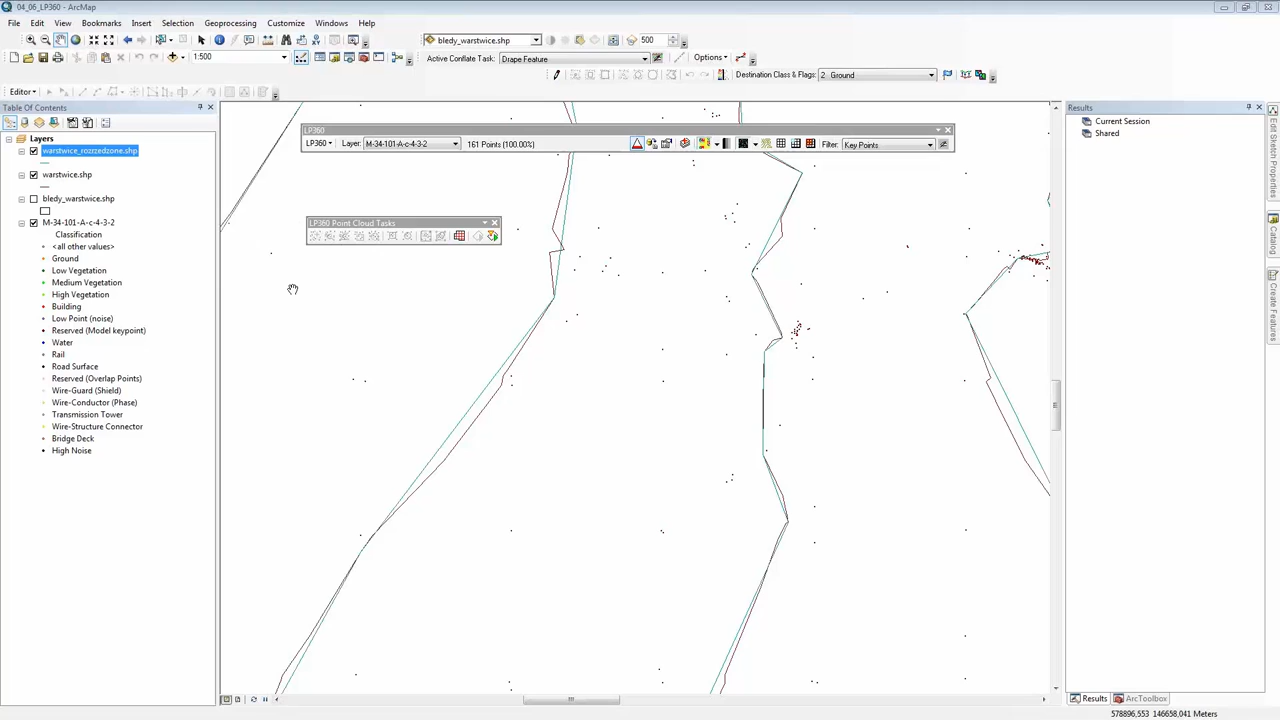 04_06_LP360 - ArcMap
File Edit View Bookmarks Insert Selection Geoprocessing Customize Windows Help
bledy_warstwice.shp
500
1:500
Active Conflate Task: Drape Feature
Options
Destination Class & Flags: 2 Ground
Editor
Table Of Contents
Layers
warstwice_rozrzedzone.shp
warstwice.shp
bledy_warstwice.shp
M-34-101-A-c-4-3-2
Classification
<all other values>
Ground
Low Vegetation
Medium Vegetation
High Vegetation
Building
Low Point (noise)
Reserved (Model keypoint)
Water
Rail
Road Surface
Reserved (Overlap Points)
Wire-Guard (Shield)
Wire-Conductor (Phase)
Transmission Tower
Wire-Structure Connector
Bridge Deck
High Noise
LP360
LP360 Layer: M-34-101-A-c-4-3-2 161 Points (100.00%) Filter: Key Points
LP360 Point Cloud Tasks
Results
Current Session
Shared
Edit Sketch Properties
Catalog
Create Features
Results ArcToolbox
578896,553 146658,041 Meters